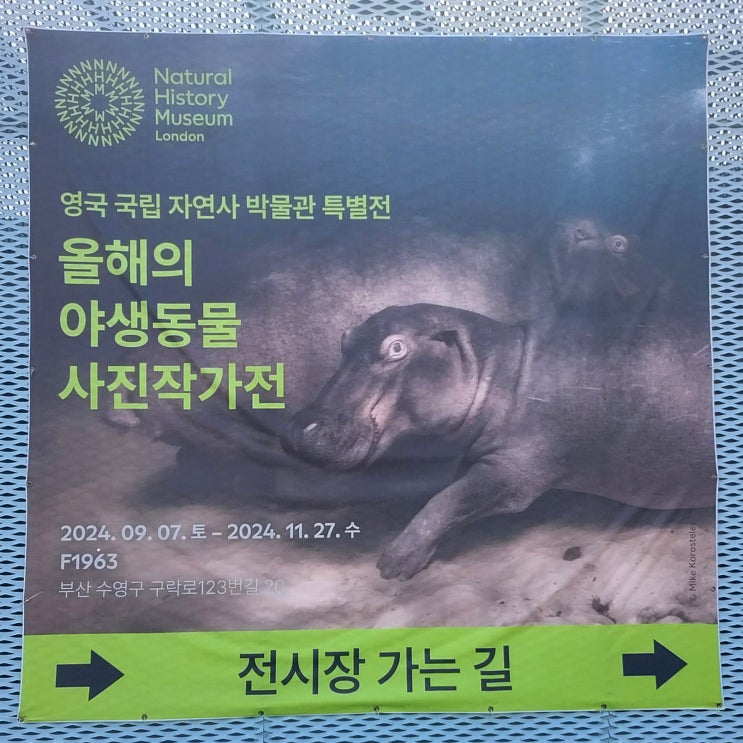 Natural
History
Museum
London
영국 국립 자연사 박물관 특별전
올해의
야생동물
사진작가전
2024. 09. 07. 토 – 2024. 11. 27. 수
F1963
부산 수영구 구락로123번길 20
© Mike Korostelev
전시장 가는 길